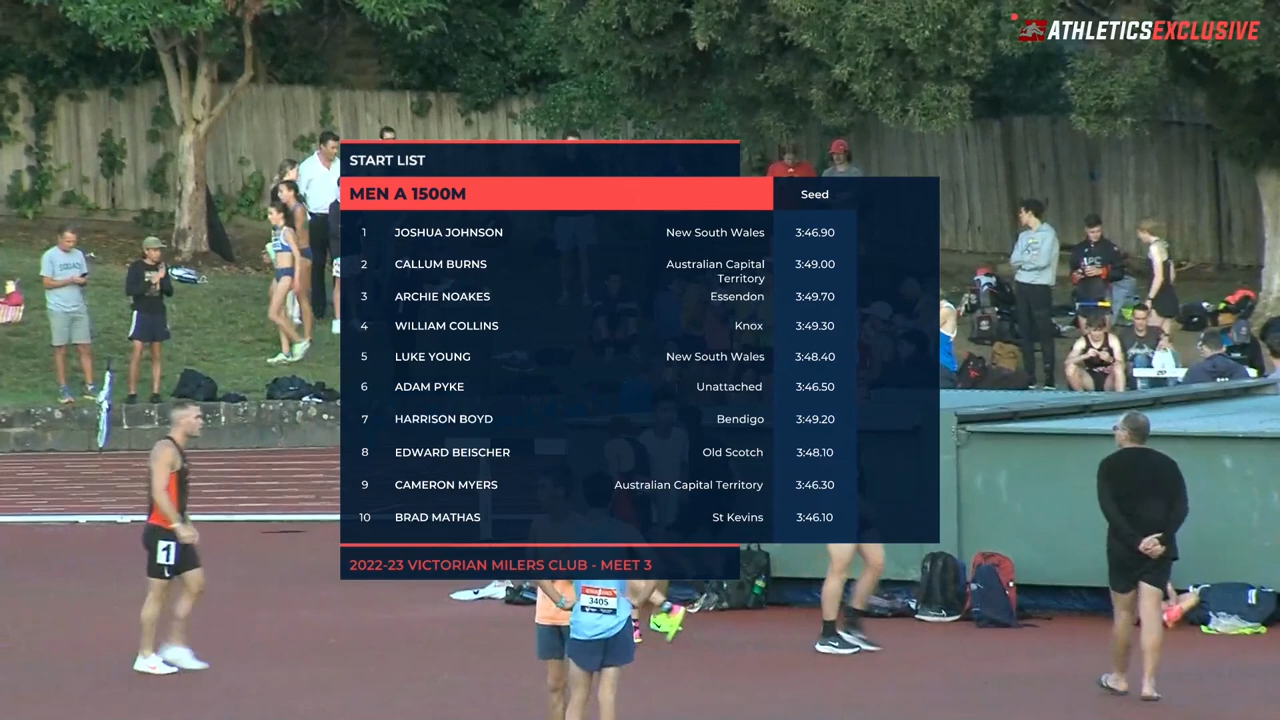 ATHLETICSEXCLUSIVE
START LIST
MEN A 1500M Seed
1 JOSHUA JOHNSON New South Wales 3:46.90
2 CALLUM BURNS Australian Capital Territory 3:49.00
3 ARCHIE NOAKES Essendon 3:49.70
4 WILLIAM COLLINS Knox 3:49.30
5 LUKE YOUNG New South Wales 3:48.40
6 ADAM PYKE Unattached 3:46.50
7 HARRISON BOYD Bendigo 3:49.20
8 EDWARD BEISCHER Old Scotch 3:48.10
9 CAMERON MYERS Australian Capital Territory 3:46.30
10 BRAD MATHAS St Kevins 3:46.10
2022-23 VICTORIAN MILERS CLUB - MEET 3
1
3405